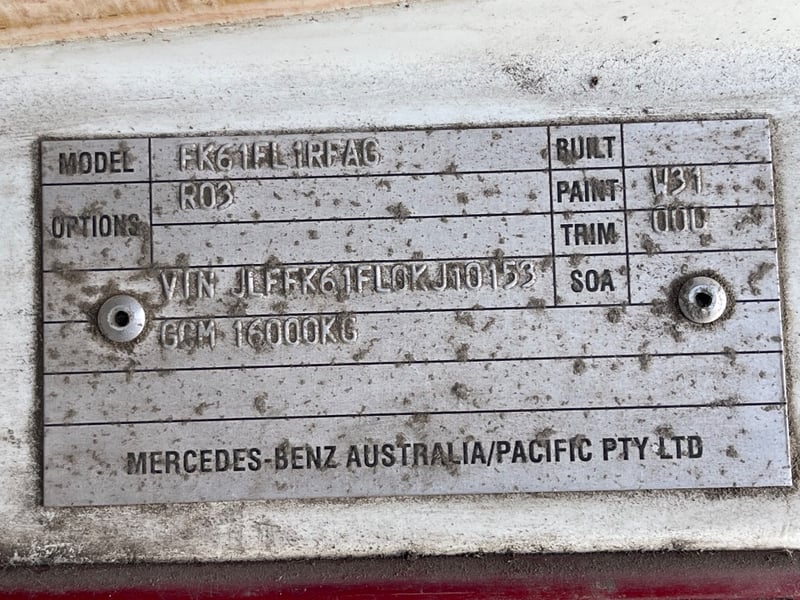 MODEL FK61FL1RFAG BUILT
OPTIONS R03 PAINT W31
TRIM 000
VIN JLFFK61FL0KJ10153 SOA
GCM 16000KG
MERCEDES-BENZ AUSTRALIA/PACIFIC PTY LTD